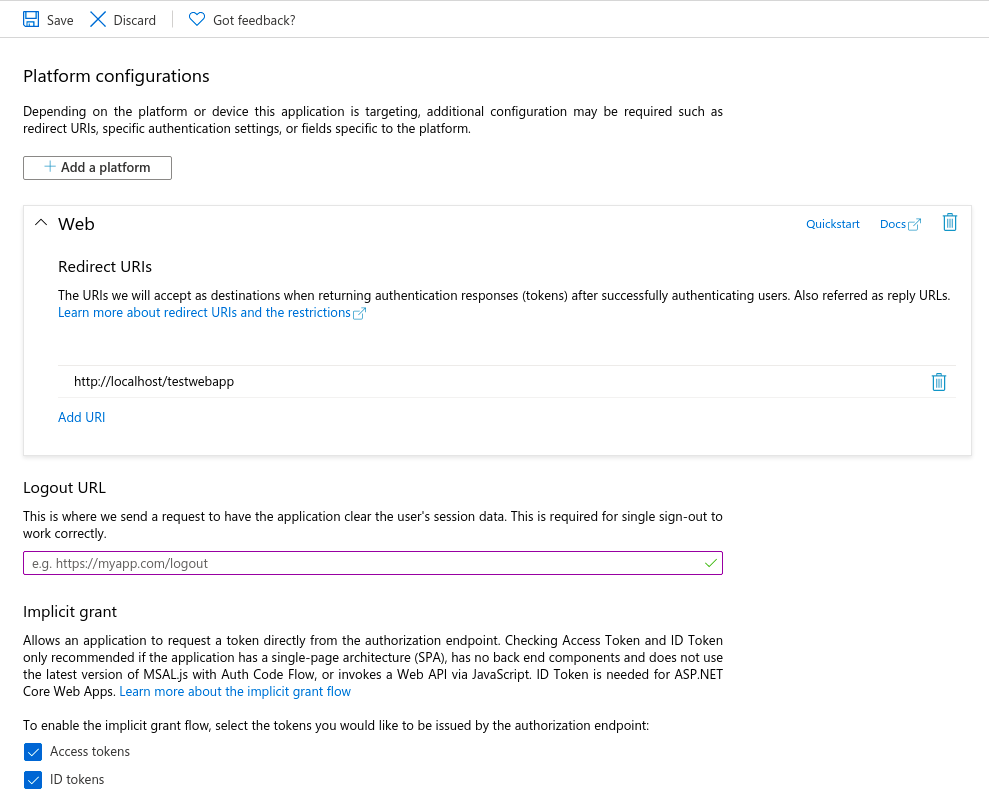 Save Discard Got feedback?
Platform configurations
Depending on the platform or device this application is targeting, additional configuration may be required such as
redirect URIs, specific authentication settings, or fields specific to the platform.
Add a platform
Web Quickstart Docs
Redirect URIs
The URIs we will accept as destinations when returning authentication responses (tokens) after successfully authenticating users. Also referred as reply URLs.
Learn more about redirect URIs and the restrictions
http://localhost/testwebapp
Add URI
Logout URL
This is where we send a request to have the application clear the user's session data. This is required for single sign-out to
work correctly.
e.g. https://myapp.com/logout
Implicit grant
Allows an application to request a token directly from the authorization endpoint. Checking Access Token and ID Token
only recommended if the application has a single-page architecture (SPA), has no back end components and does not use
the latest version of MSAL.js with Auth Code Flow, or invokes a Web API via JavaScript. ID Token is needed for ASP.NET
Core Web Apps. Learn more about the implicit grant flow
To enable the implicit grant flow, select the tokens you would like to be issued by the authorization endpoint:
Access tokens
ID tokens